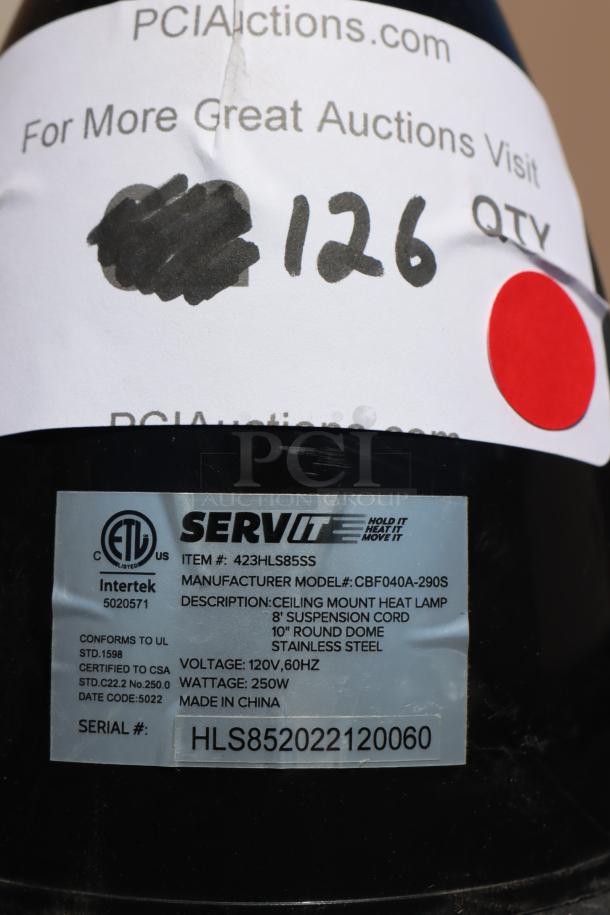 PCIAuctions.com
For More Great Auctions Visit
126
QTY
PCIAuctions.com
PCI
AUCTION GROUP
SERVIT HOLD IT
HEAT IT
MOVE IT
C ETL US
LISTED
Intertek
5020571
CONFORMS TO UL
STD.1598
CERTIFIED TO CSA
STD.C22.2 No.250.0
DATE CODE:5022
ITEM #: 423HLS85SS
MANUFACTURER MODEL#: CBF040A-290S
DESCRIPTION: CEILING MOUNT HEAT LAMP
8' SUSPENSION CORD
10" ROUND DOME
STAINLESS STEEL
VOLTAGE: 120V,60HZ
WATTAGE: 250W
MADE IN CHINA
SERIAL #: HLS852022120060